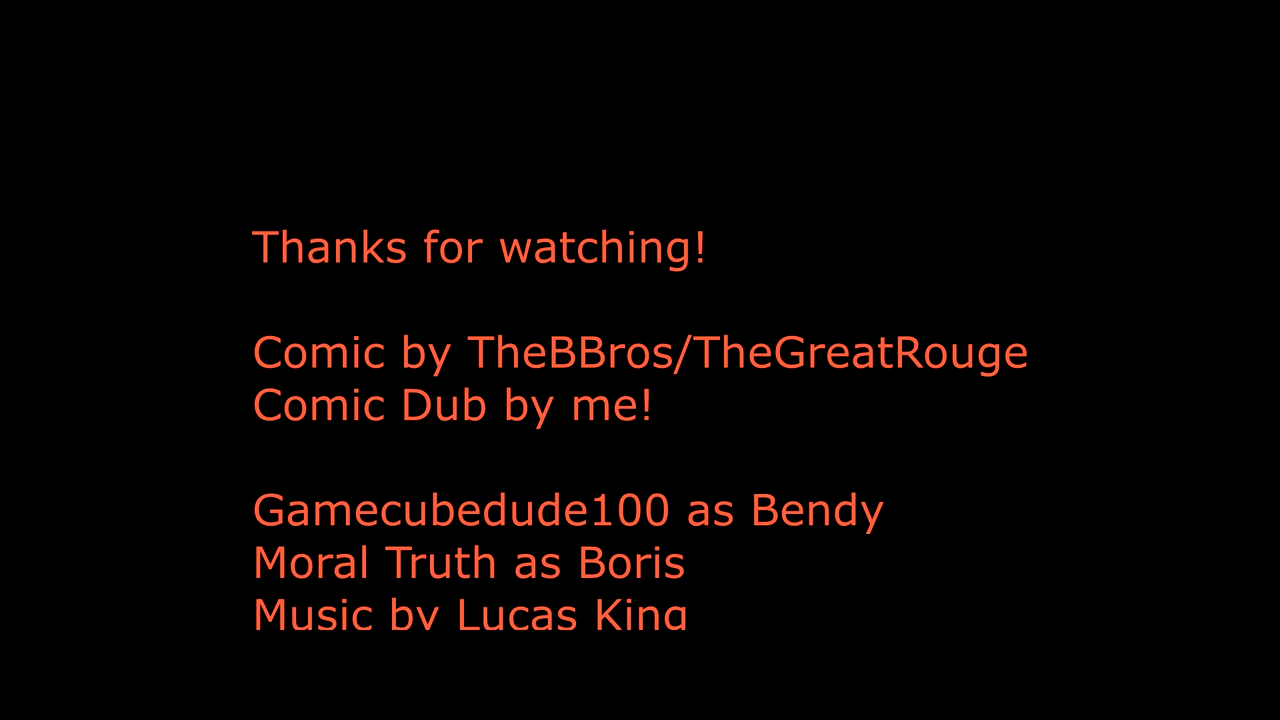 Thanks for watching!
Comic by TheBBros/TheGreatRouge
Comic Dub by me!
Gamecubedude100 as Bendy
Moral Truth as Boris
Music by Lucas King